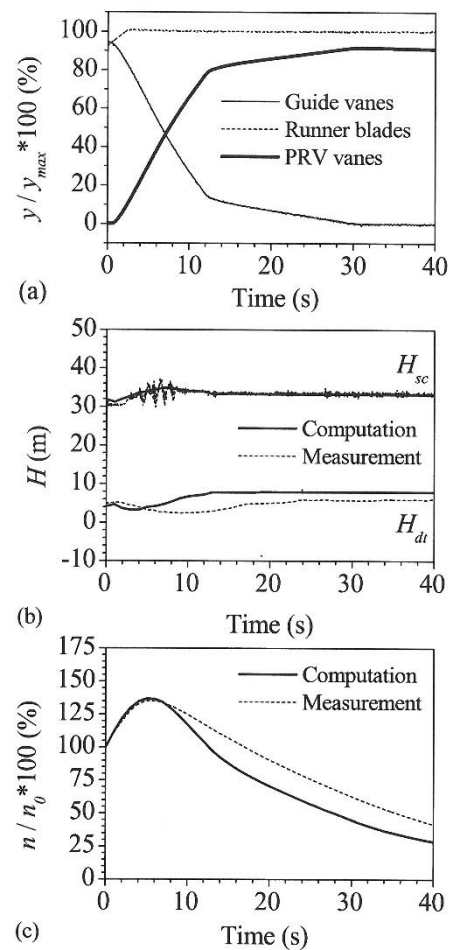 100
80
60
40
20
0
y / y_max *100 (%)
Guide vanes
Runner blades
PRV vanes
0 10 20 30 40
(a)
Time (s)
50
40
30
20
10
0
-10
H (m)
H_sc
Computation
Measurement
H_dt
0 10 20 30 40
(b)
Time (s)
175
150
125
100
75
50
25
0
n / n_0 *100 (%)
Computation
Measurement
0 10 20 30 40
(c)
Time (s)